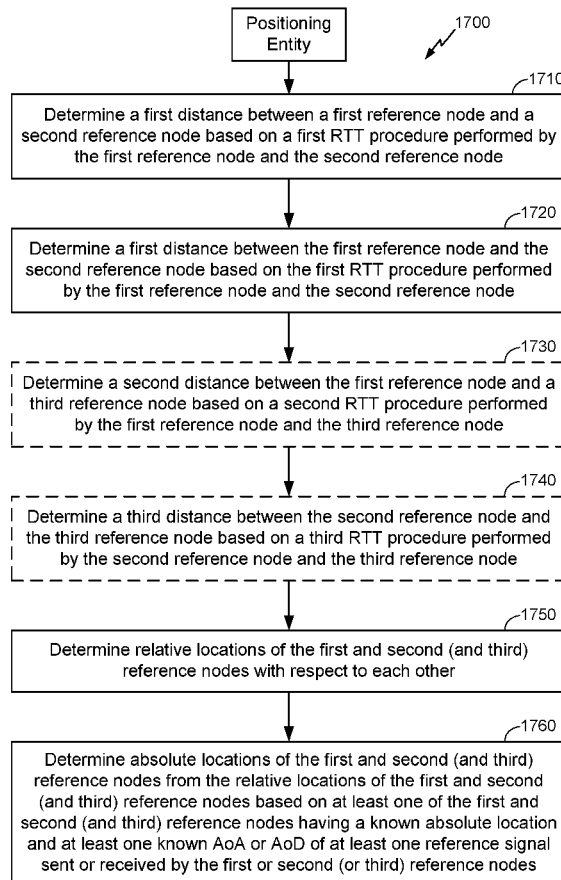 Positioning
Entity
1700
1710
Determine a first distance between a first reference node and a
second reference node based on a first RTT procedure performed by
the first reference node and the second reference node
1720
Determine a first distance between the first reference node and the
second reference node based on the first RTT procedure performed
by the first reference node and the second reference node
1730
Determine a second distance between the first reference node and a
third reference node based on a second RTT procedure performed
by the first reference node and the third reference node
1740
Determine a third distance between the second reference node and
the third reference node based on a third RTT procedure performed
by the second reference node and the third reference node
1750
Determine relative locations of the first and second (and third)
reference nodes with respect to each other
1760
Determine absolute locations of the first and second (and third)
reference nodes from the relative locations of the first and second
(and third) reference nodes based on at least one of the first and
second (and third) reference nodes having a known absolute location
and at least one known AoA or AoD of at least one reference signal
sent or received by the first or second (or third) reference nodes